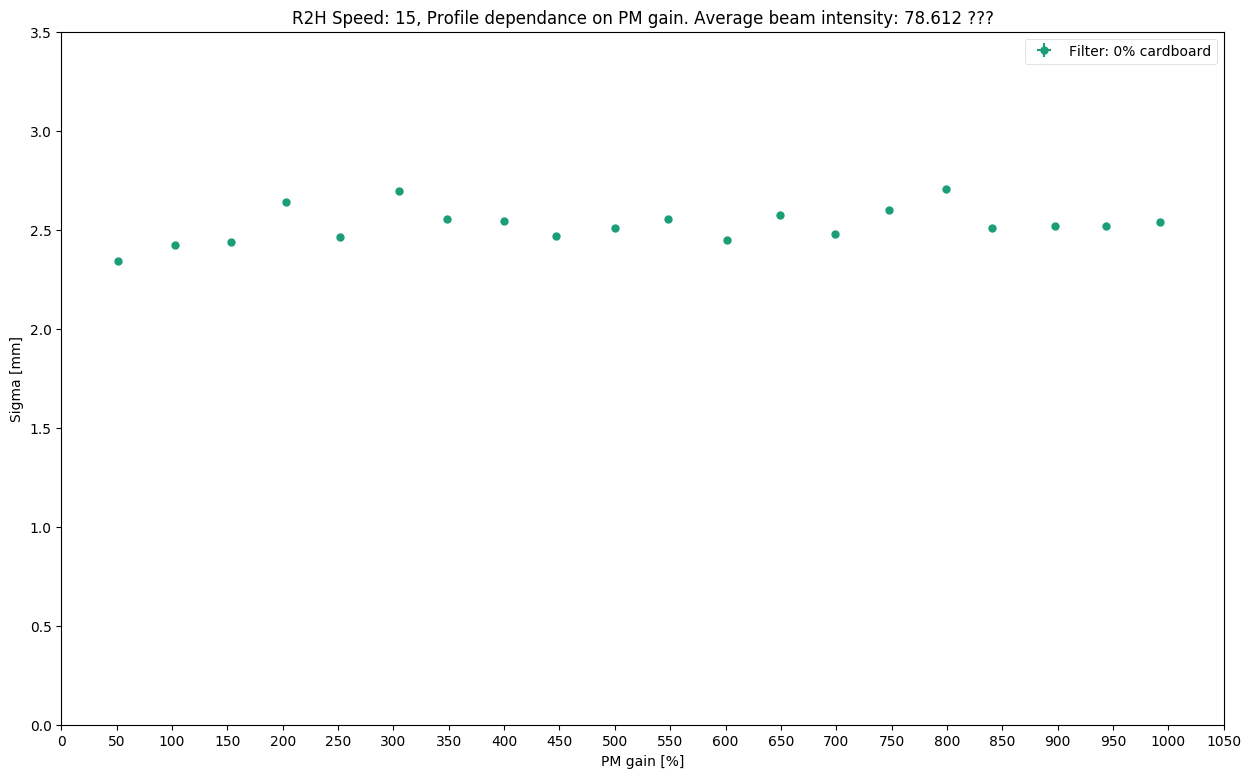 R2H Speed: 15, Profile dependance on PM gain. Average beam intensity: 78.612 ???
Filter: 0% cardboard
3.5
3.0
2.5
2.0
1.5
1.0
0.5
0.0
Sigma [mm]
0 50 100 150 200 250 300 350 400 450 500 550 600 650 700 750 800 850 900 950 1000 1050
PM gain [%]